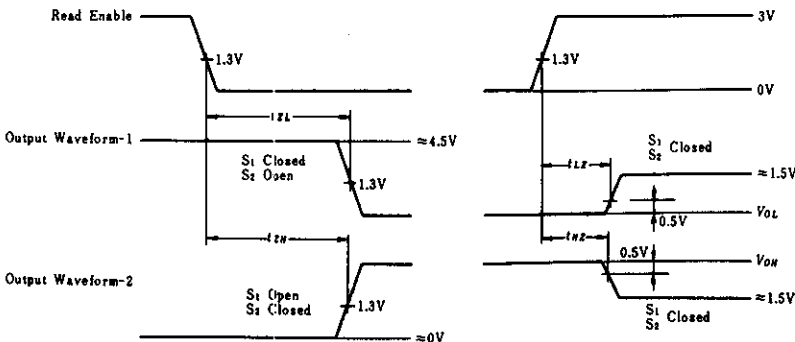 Read Enable
3V
1.3V
1.3V
0V
tZL
Output Waveform-1
≈4.5V
S1 Closed
S2 Open
1.3V
S1
S2 Closed
tLZ
≈1.5V
VOL
0.5V
tZH
tHZ
0.5V
VOH
Output Waveform-2
S1 Open
S2 Closed
1.3V
≈1.5V
S1
S2 Closed
≈0V